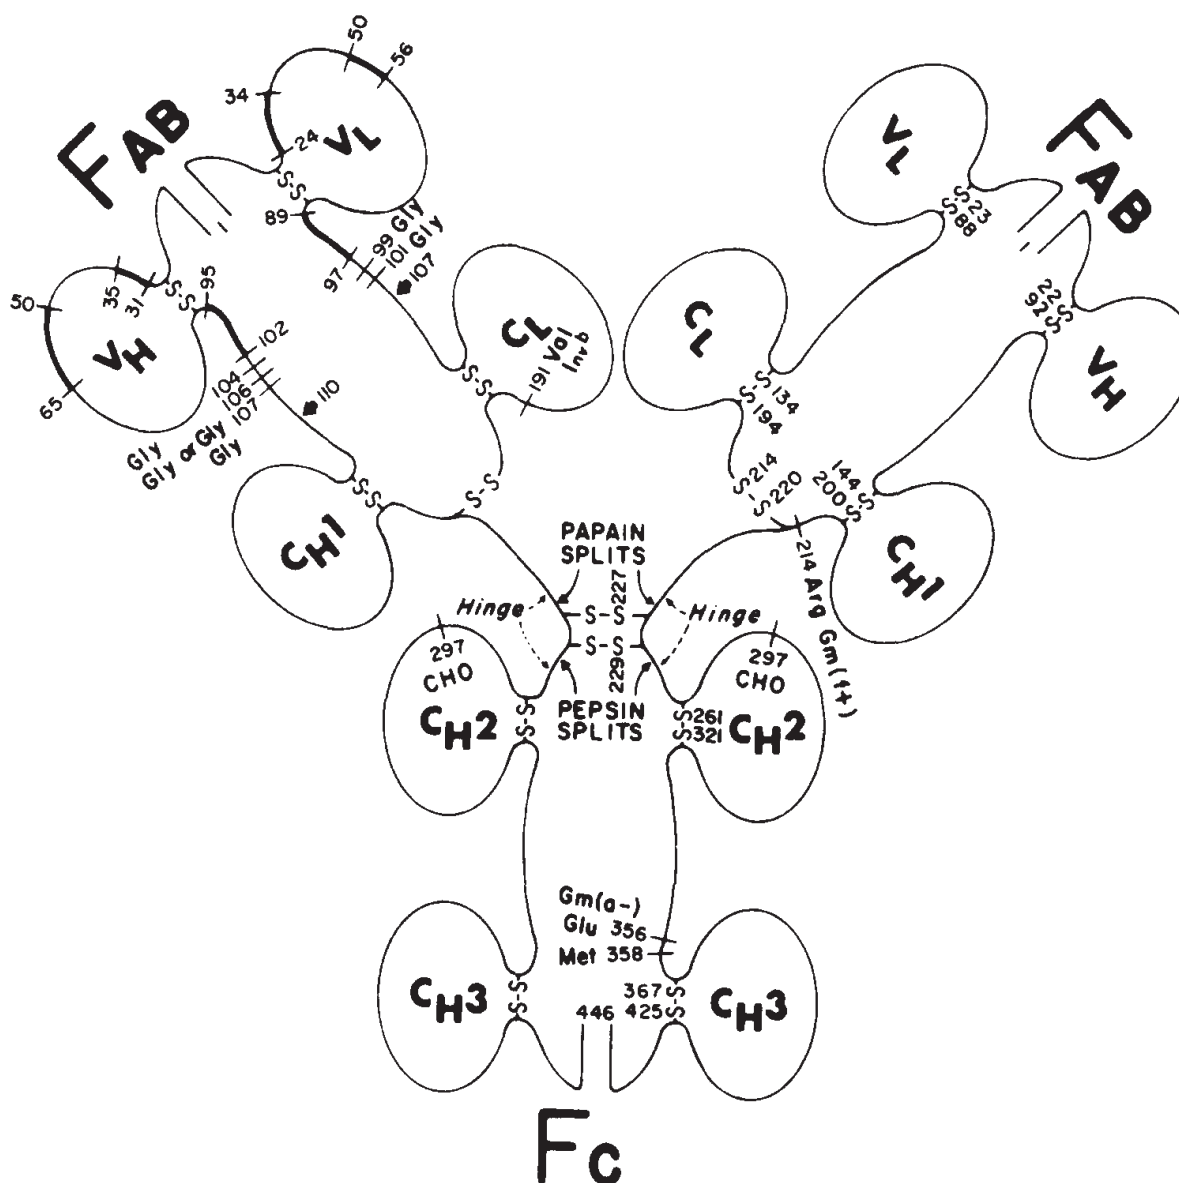 FAB
50
56
34
24
VL
S-S
89
99 Gly
101 Gly
97
107
50
35
31
S-S
95
VH
65
102
104
106
107
110
Gly
Gly or Gly
Gly
CL
191 Val
Inv b
S-S
S-S
S-S
CH1
FAB
VL
S S 23
S S 88
CL
S-S 134
194
22
92
S S
VH
S-S 214
220
144
200
S S
CH1
214 Arg Gm(f+)
PAPAIN
SPLITS
227
Hinge
S-S
Hinge
S-S
229
PEPSIN
SPLITS
297
CHO
CH2
S-S
297
CHO
S-S 261
321
CH2
Gm(a-)
Glu 356
Met 358
CH3
S-S
367
446 425
S-S
CH3
Fc